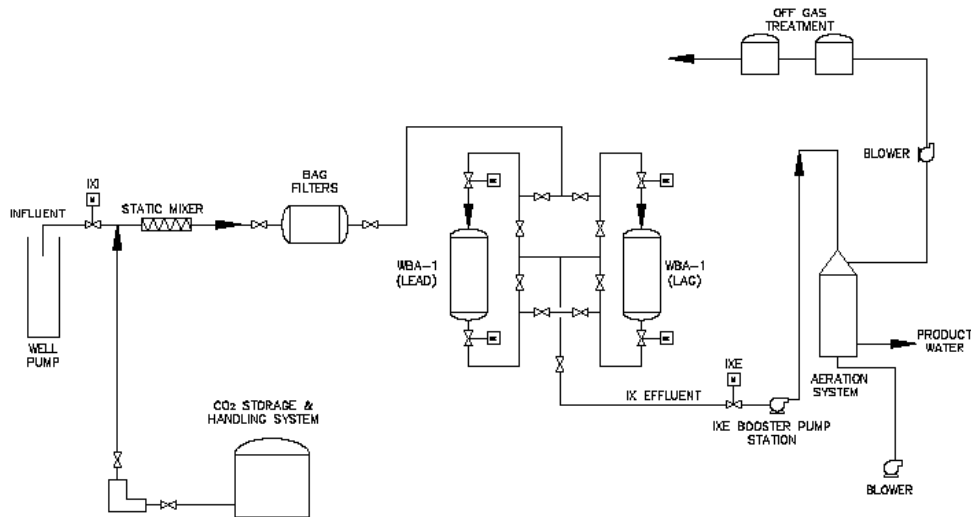 OFF GAS
TREATMENT
BLOWER
IXI
INFLUENT
STATIC MIXER
BAG
FILTERS
WBA-1
(LEAD)
WBA-1
(LAG)
WELL
PUMP
PRODUCT
WATER
AERATION
SYSTEM
IXE
M
M
IX EFFLUENT
IXE BOOSTER PUMP
STATION
CO2 STORAGE &
HANDLING SYSTEM
BLOWER